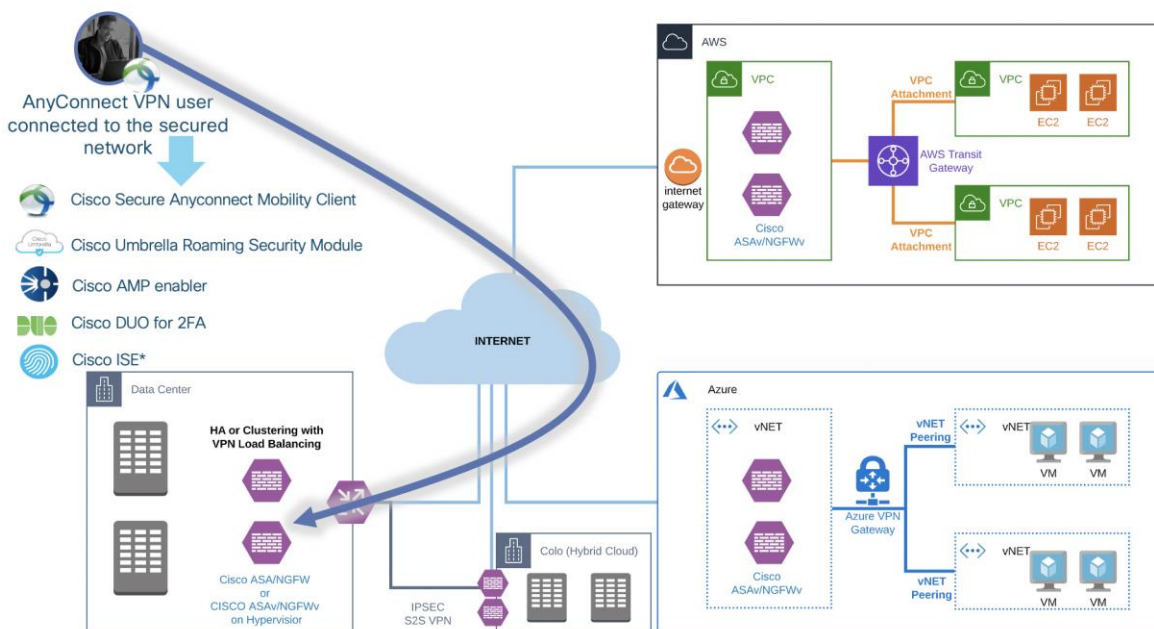 AnyConnect VPN user
connected to the secured
network
Cisco Secure Anyconnect Mobility Client
Cisco
Umbrella
Cisco Umbrella Roaming Security Module
Cisco AMP enabler
DUO
Cisco DUO for 2FA
Cisco ISE*
INTERNET
Data Center
HA or Clustering with
VPN Load Balancing
Cisco ASA/NGFW
or
CISCO ASAv/NGFWv
on Hypervisior
IPSEC
S2S VPN
Colo (Hybrid Cloud)
AWS
VPC
internet
gateway
Cisco
ASAv/NGFWv
VPC
Attachment
AWS Transit
Gateway
VPC
Attachment
VPC
EC2
EC2
VPC
EC2
EC2
Azure
vNET
Cisco
ASAv/NGFWv
Azure VPN
Gateway
vNET
Peering
vNET
Peering
vNET
VM
VM
vNET
VM
VM